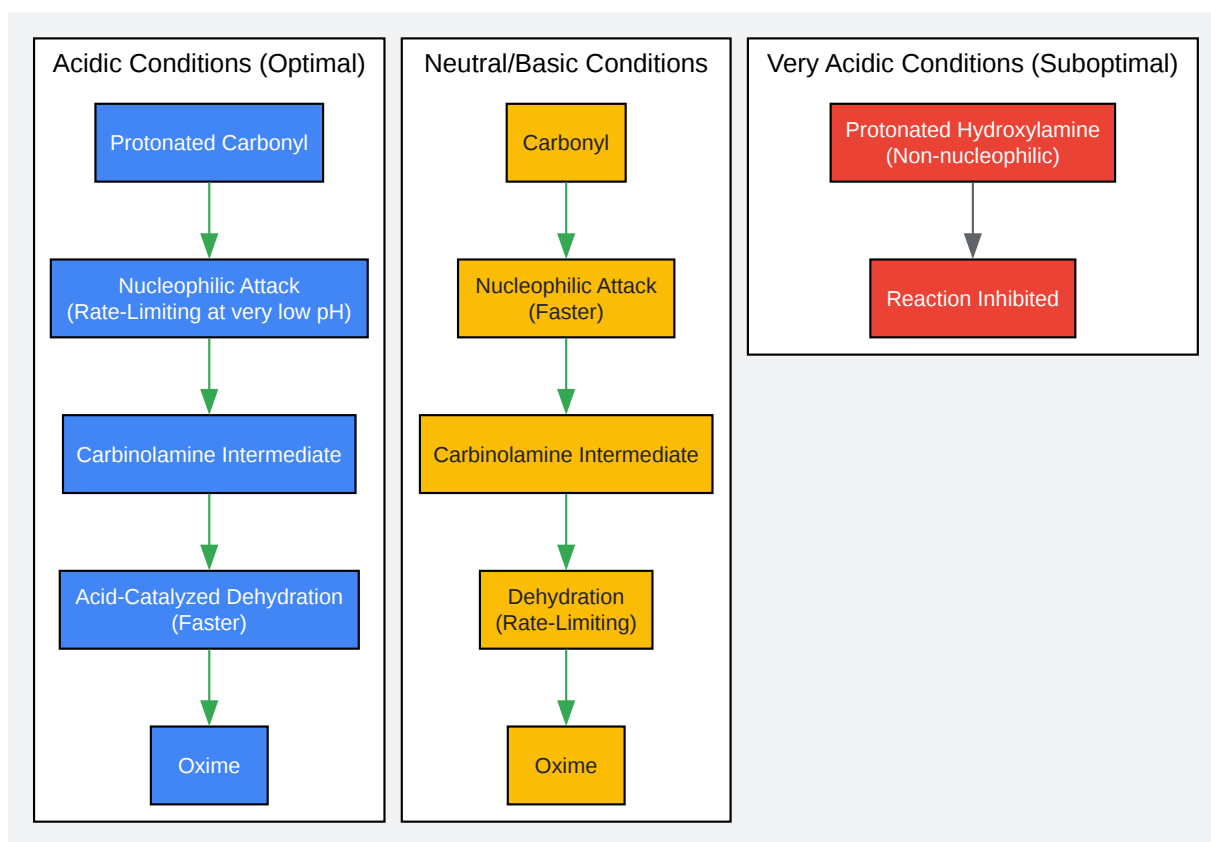 Acidic Conditions (Optimal)
Protonated Carbonyl
Nucleophilic Attack
(Rate-Limiting at very low pH)
Carbinolamine Intermediate
Acid-Catalyzed Dehydration
(Faster)
Oxime
Neutral/Basic Conditions
Carbonyl
Nucleophilic Attack
(Faster)
Carbinolamine Intermediate
Dehydration
(Rate-Limiting)
Oxime
Very Acidic Conditions (Suboptimal)
Protonated Hydroxylamine
(Non-nucleophilic)
Reaction Inhibited